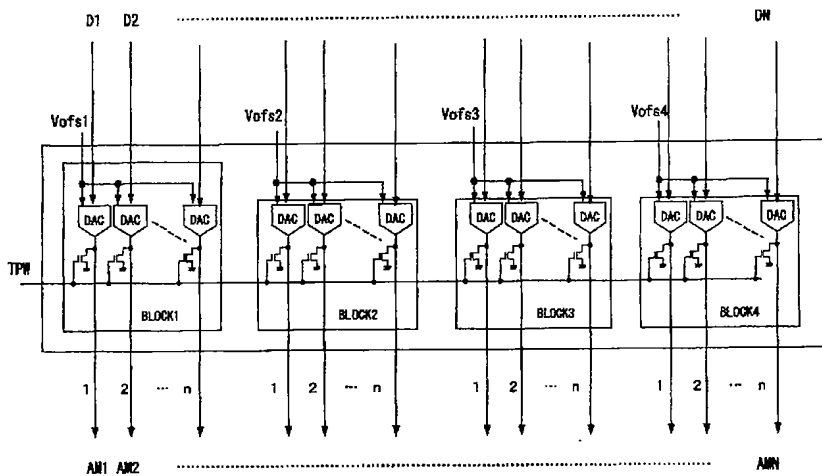 D1 D2 DN
Vofs1 Vofs2 Vofs3 Vofs4
DAC DAC DAC DAC DAC DAC DAC DAC DAC DAC DAC DAC
TPW
BLOCK1 BLOCK2 BLOCK3 BLOCK4
1 2 ... n 1 2 ... n 1 2 ... n 1 2 ... n
AM1 AM2 AMN